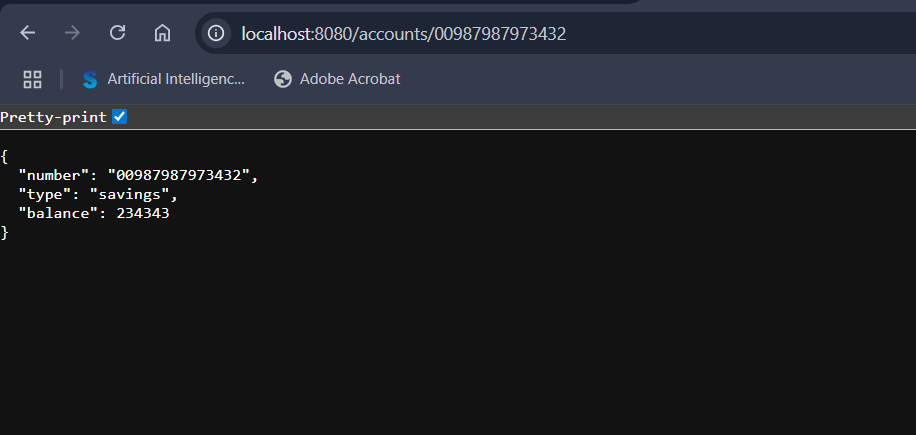 localhost:8080/accounts/00987987973432
Artificial Intelligenc... Adobe Acrobat
Pretty-print
{
  "number": "00987987973432",
  "type": "savings",
  "balance": 234343
}